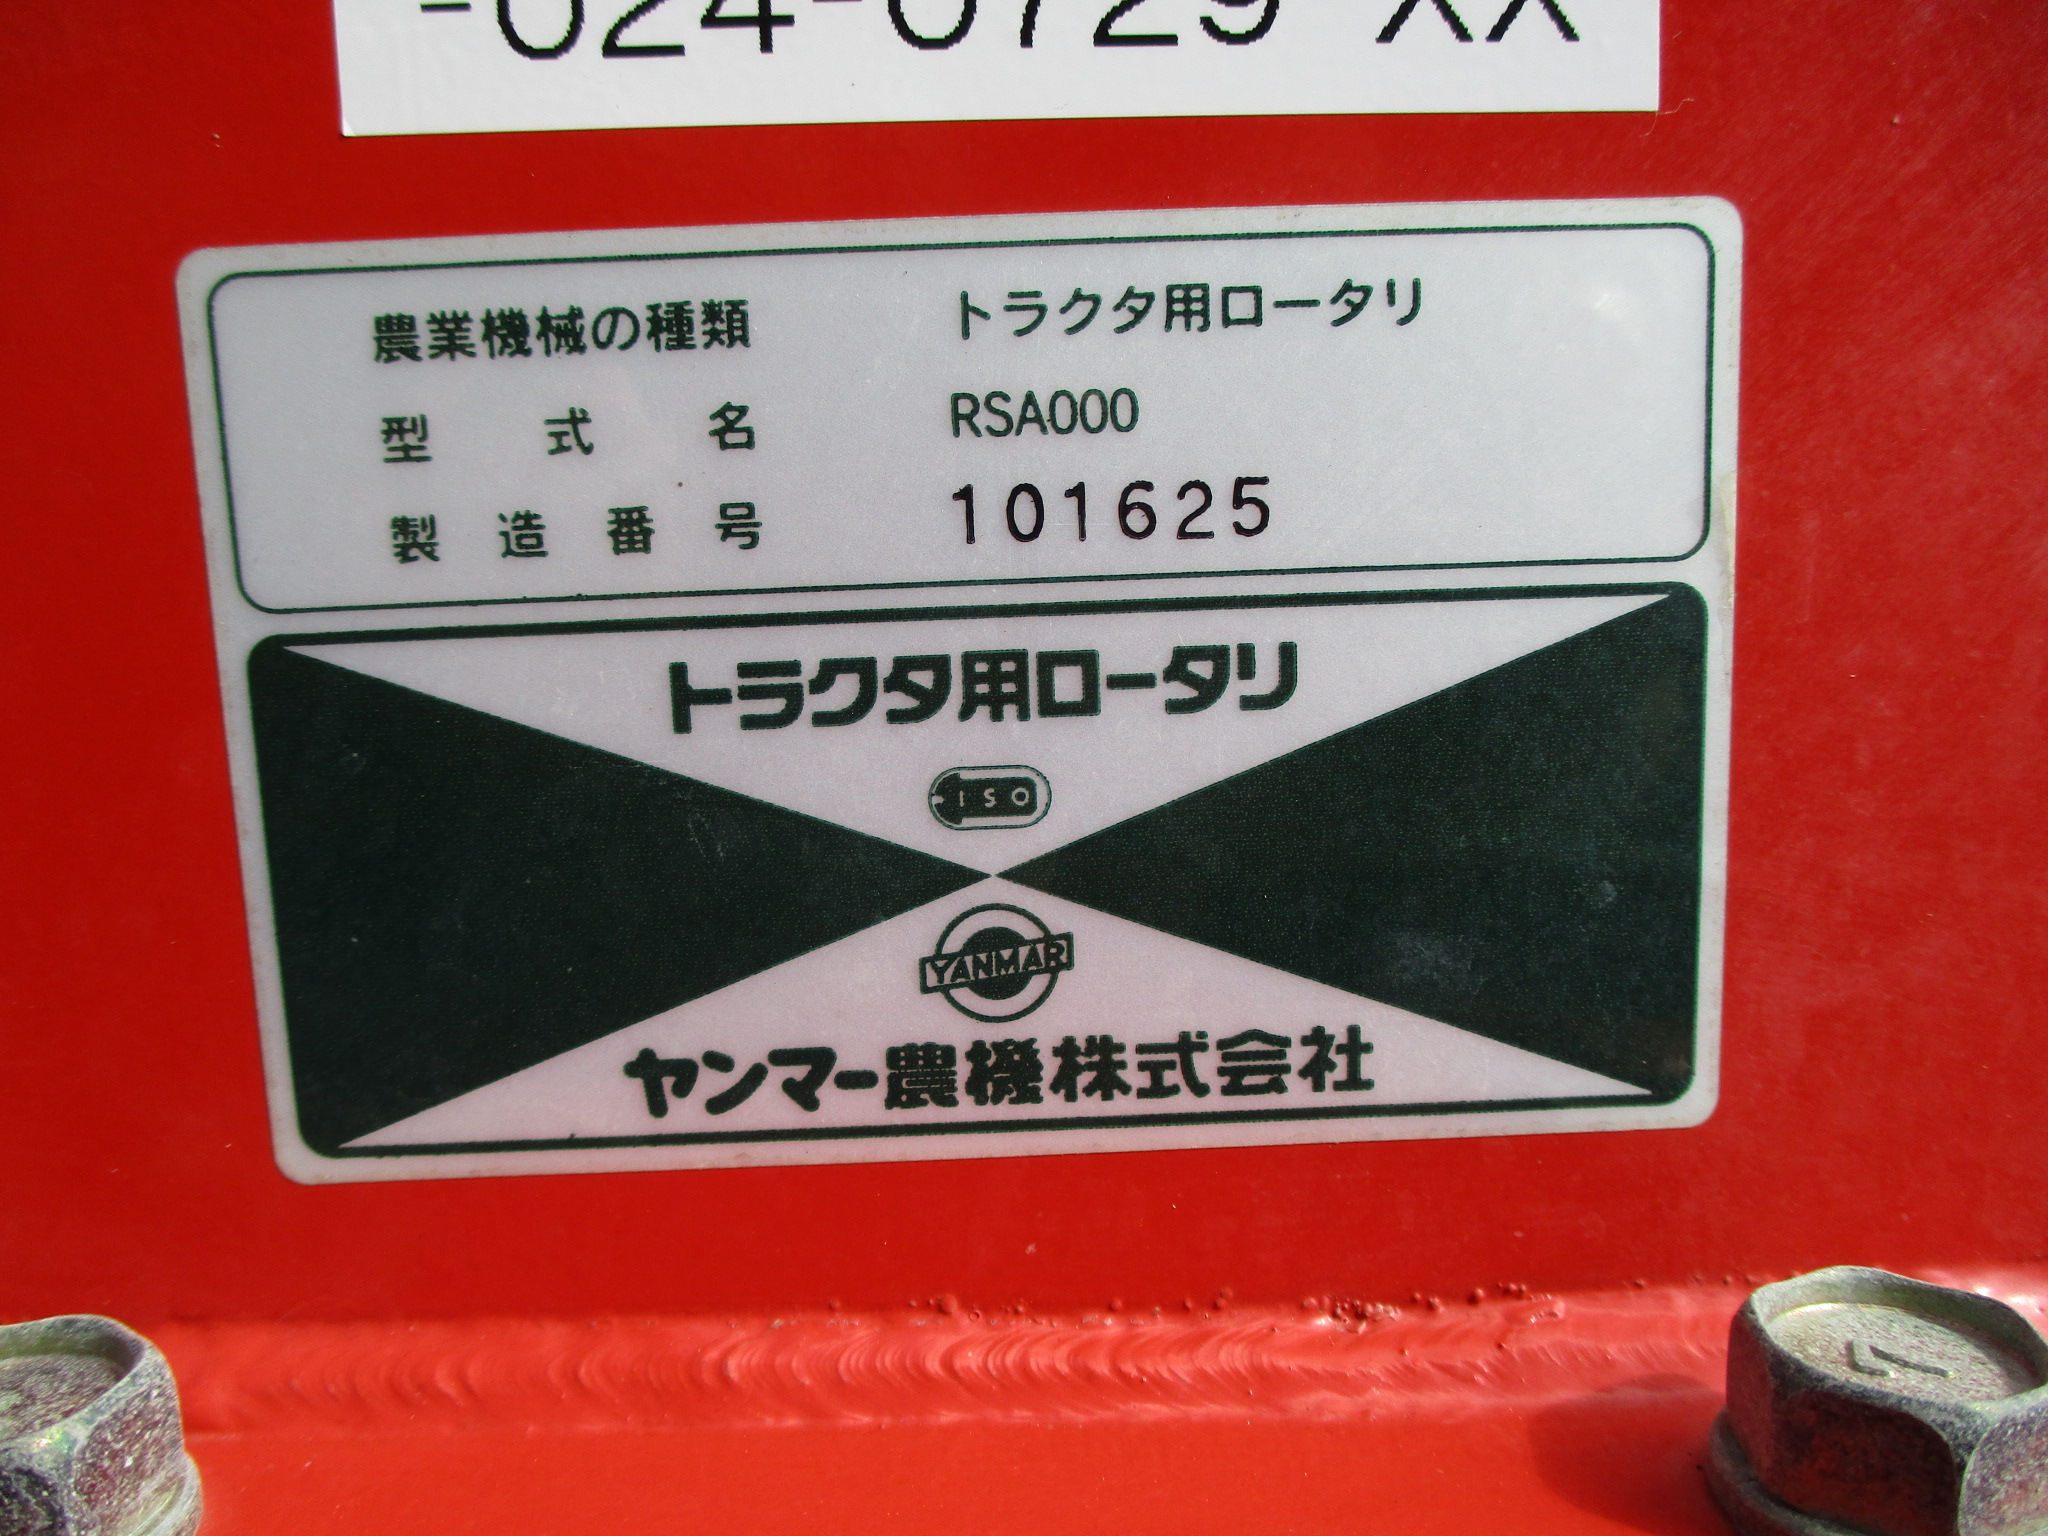 -024-0729 XX
農業機械の種類 トラクタ用ロータリ
型式名 RSA000
製造番号 101625
トラクタ用ロータリ
ISO
YANMAR
ヤンマー農機株式会社